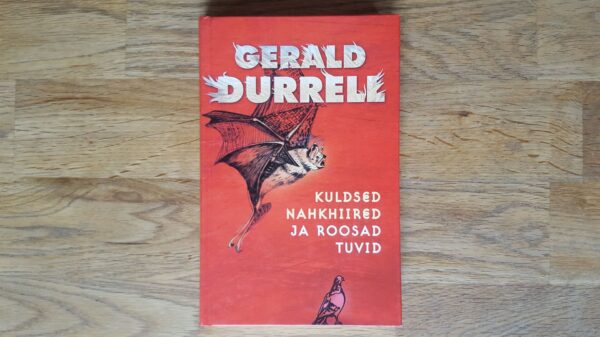 GERALD
DURRELL
KULDSED
NAHKHIIRED
JA ROOSAD
TUVID